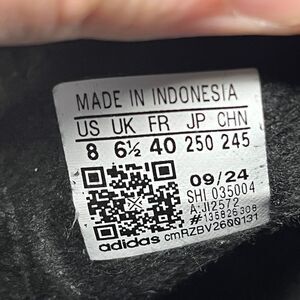 MADE IN INDONESIA
US UK FR JP CHN
8 6½ 40 250 245
09/24
SHI 035004
A:JI2572
#135826308
adidas cmRZBV2600131